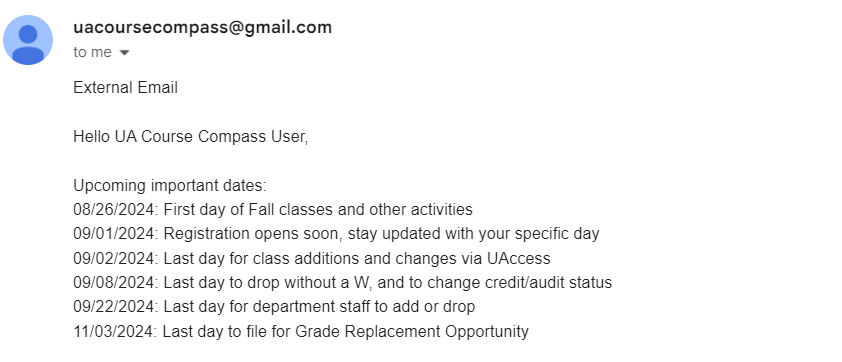 uacoursecompass@gmail.com
to me
External Email
Hello UA Course Compass User,
Upcoming important dates:
08/26/2024: First day of Fall classes and other activities
09/01/2024: Registration opens soon, stay updated with your specific day
09/02/2024: Last day for class additions and changes via UAccess
09/08/2024: Last day to drop without a W, and to change credit/audit status
09/22/2024: Last day for department staff to add or drop
11/03/2024: Last day to file for Grade Replacement Opportunity